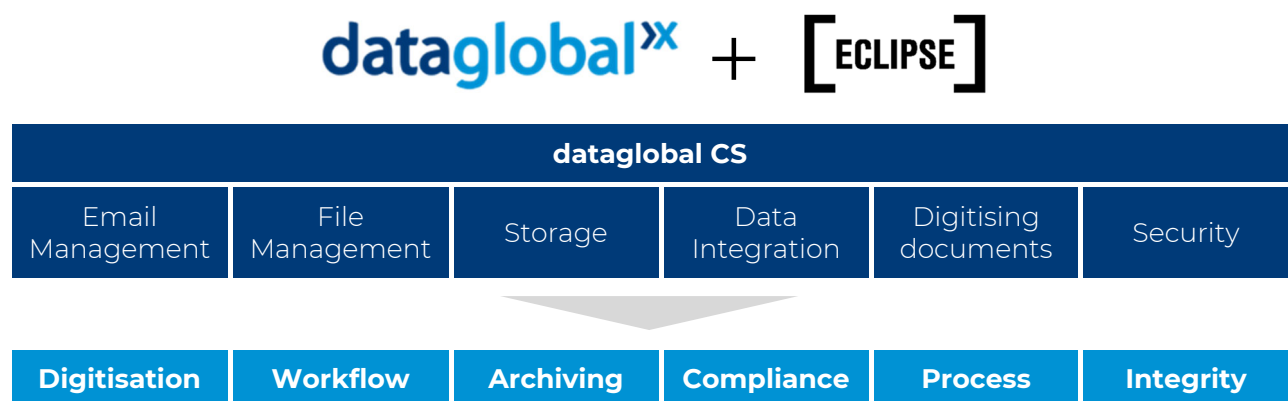 dataglobal + [ECLIPSE]
dataglobal CS
Email Management
File Management
Storage
Data Integration
Digitising documents
Security
Digitisation
Workflow
Archiving
Compliance
Process
Integrity